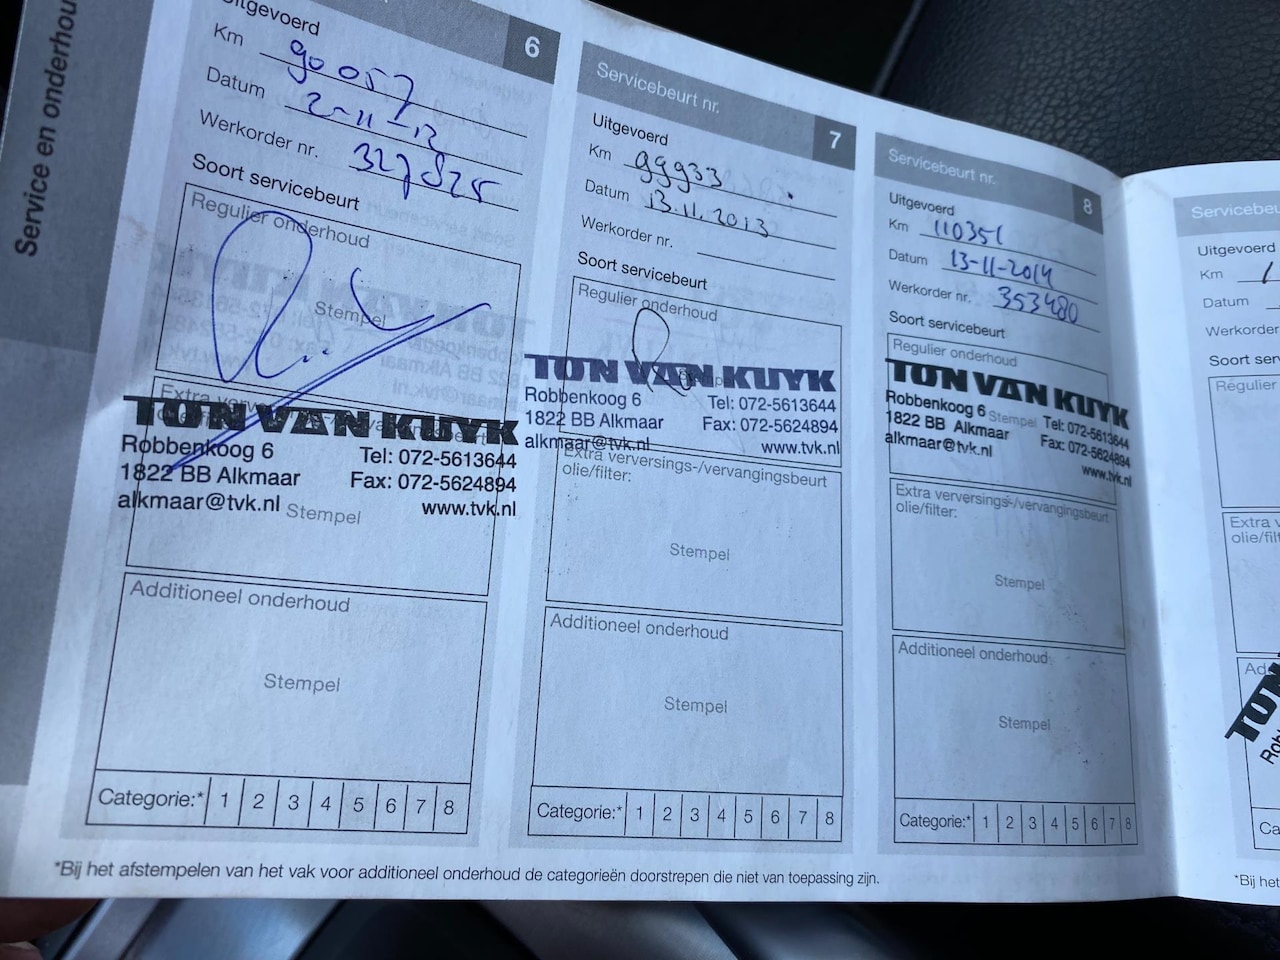 Service en onderhou
Uitgevoerd
6
Km 90057
Datum 2-11-12
Werkorder nr. 327825
Soort servicebeurt
Regulier onderhoud
Stempel
TON VAN KUYK
Robbenkoog 6 Tel: 072-5613644
1822 BB Alkmaar Fax: 072-5624894
alkmaar@tvk.nl www.tvk.nl
Stempel
Additioneel onderhoud
Stempel
Categorie:* 1 2 3 4 5 6 7 8
Servicebeurt nr. 7
Uitgevoerd
Km 99933
Datum 13.11.2013
Werkorder nr.
Soort servicebeurt
Regulier onderhoud
TON VAN KUYK
Robbenkoog 6 Tel: 072-5613644
1822 BB Alkmaar Fax: 072-5624894
alkmaar@tvk.nl www.tvk.nl
Extra verversings-/vervangingsbeurt
olie/filter:
Stempel
Additioneel onderhoud
Stempel
Categorie:* 1 2 3 4 5 6 7 8
Servicebeurt nr. 8
Uitgevoerd
Km 110351
Datum 13-11-2014
Werkorder nr. 353480
Soort servicebeurt
Regulier onderhoud
TON VAN KUYK
Robbenkoog 6 Stempel Tel: 072-5613644
1822 BB Alkmaar Fax: 072-5624894
alkmaar@tvk.nl www.tvk.nl
Extra verversings-/vervangingsbeurt
olie/filter:
Stempel
Additioneel onderhoud
Stempel
Categorie:* 1 2 3 4 5 6 7 8
*Bij het afstempelen van het vak voor additioneel onderhoud de categorieën doorstrepen die niet van toepassing zijn.
Servicebeu
Uitgevoerd
Km
Datum
Werkorder
Soort serv
Regulier
Extra v
olie/filt
Ad
TON
Rob
Ca
*Bij het